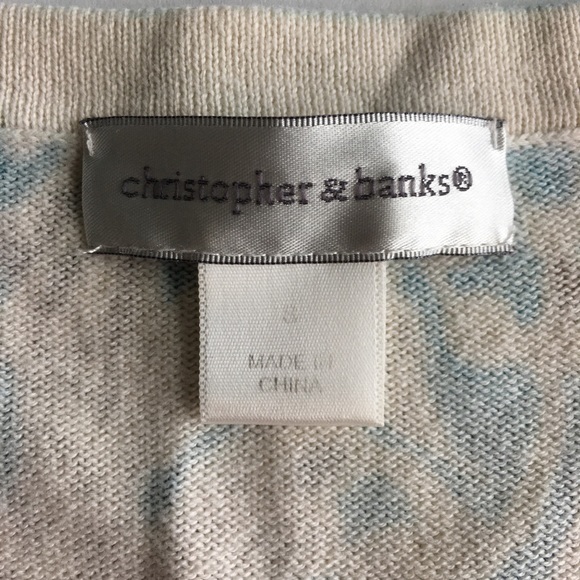 christopher & banks®
S
MADE IN
CHINA